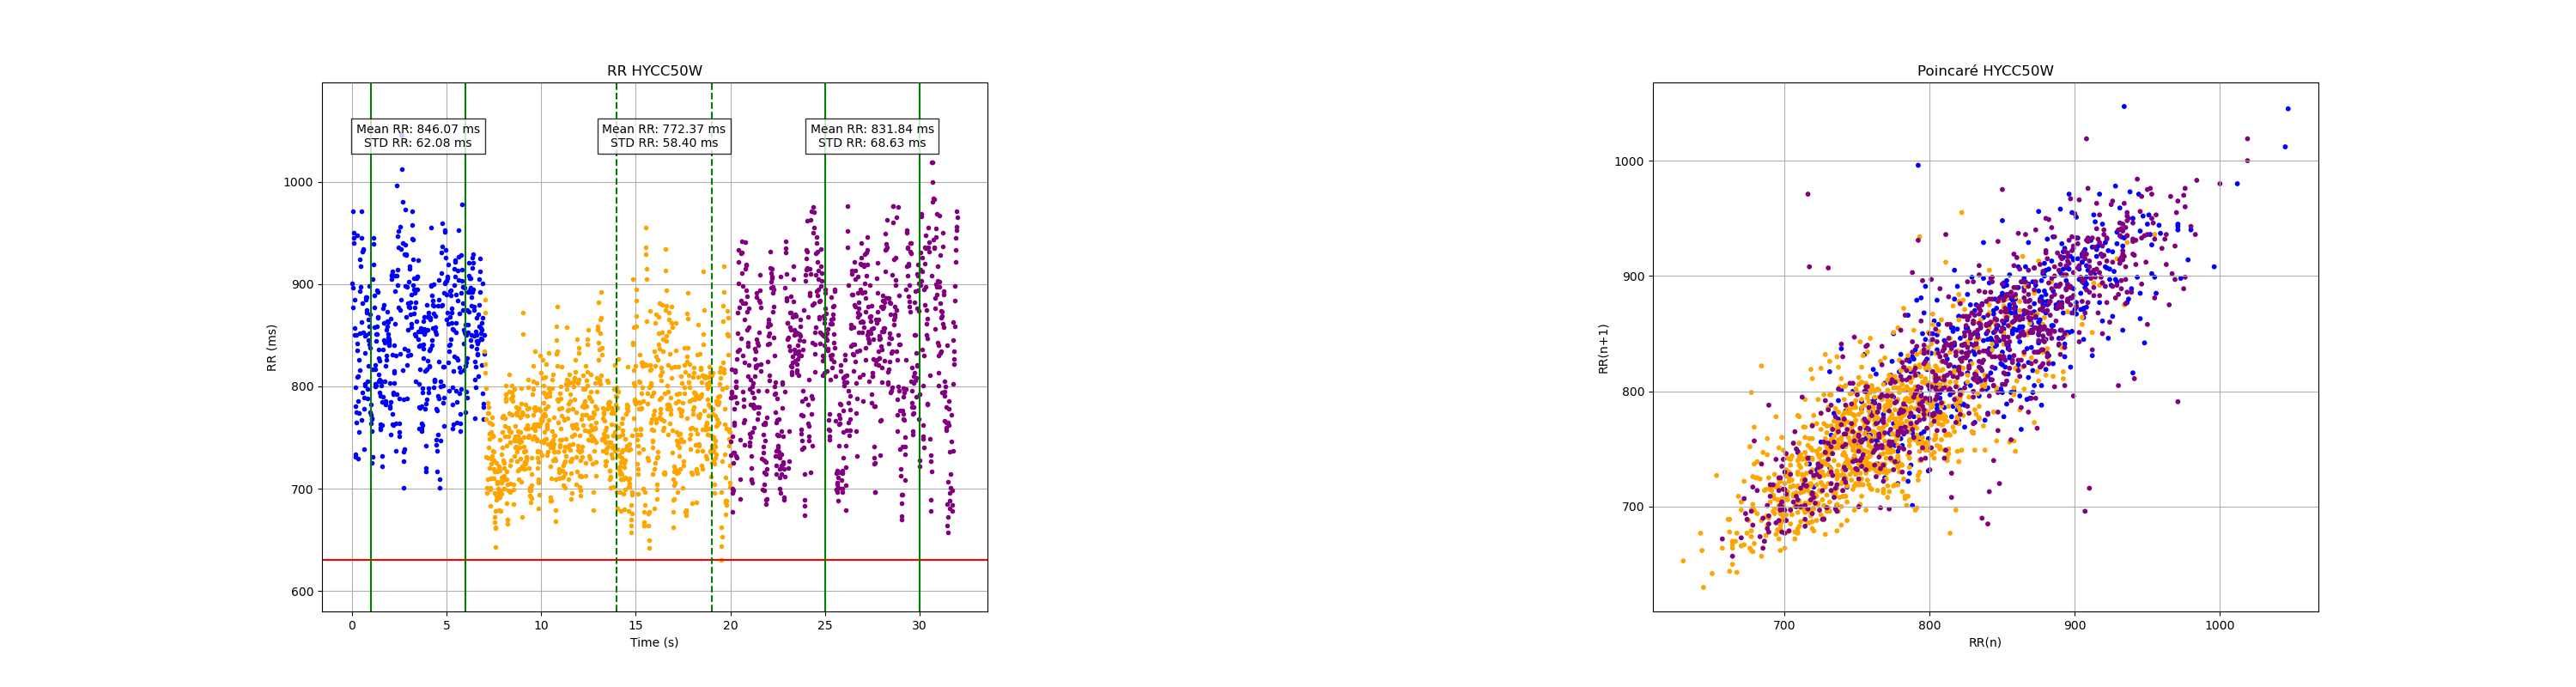 RR HYCC50W
Mean RR: 846.07 ms
STD RR: 62.08 ms
Mean RR: 772.37 ms
STD RR: 58.40 ms
Mean RR: 831.84 ms
STD RR: 68.63 ms
1000
900
800
700
600
RR (ms)
0 5 10 15 20 25 30
Time (s)
Poincaré HYCC50W
1000
900
800
700
RR(n+1)
700 800 900 1000
RR(n)